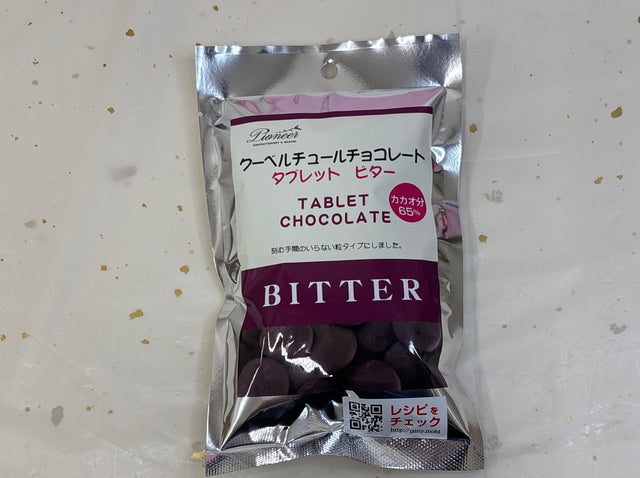 Pioneer
CONFECTIONERY & BAKING
クーベルチュールチョコレート
タブレット ビター
TABLET
CHOCOLATE
カカオ分
65%
刻む手間のいらない粒タイプにしました。
BITTER
レシピを
チェック